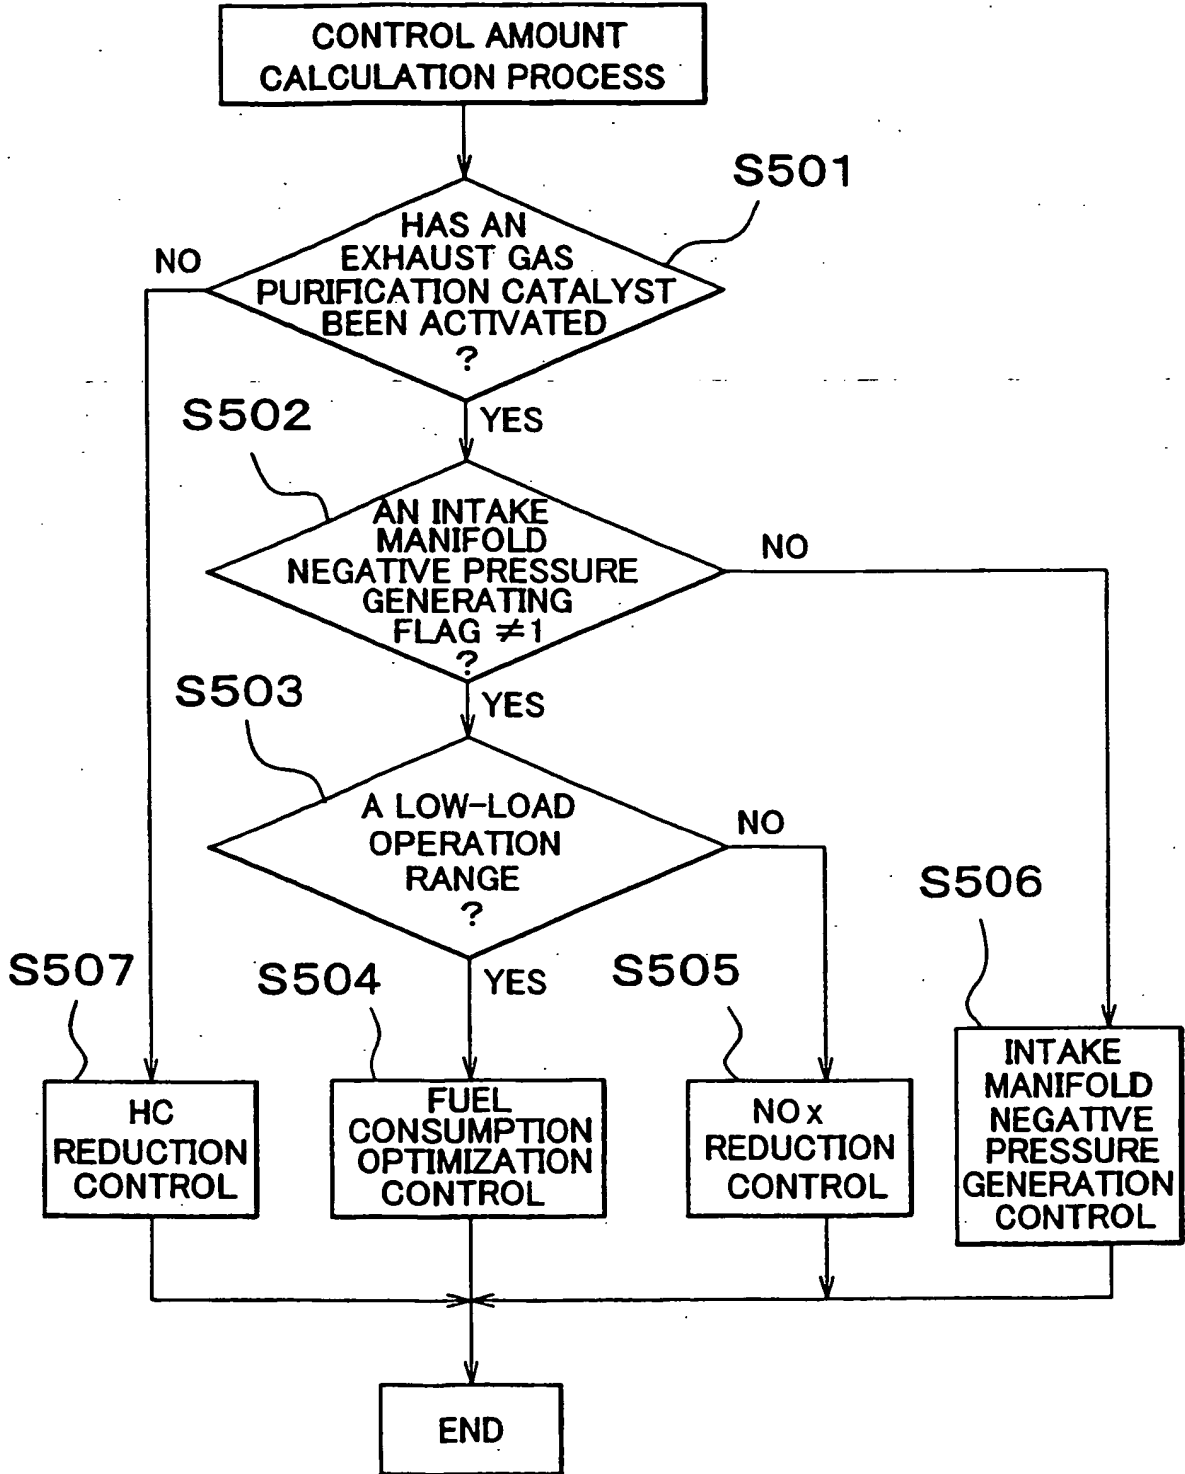 CONTROL AMOUNT
CALCULATION PROCESS
S501
HAS AN
EXHAUST GAS
PURIFICATION CATALYST
BEEN ACTIVATED
?
NO
YES
S502
AN INTAKE
MANIFOLD
NEGATIVE PRESSURE
GENERATING
FLAG ≠1
?
NO
YES
S503
A LOW-LOAD
OPERATION
RANGE
?
NO
YES
S507
HC
REDUCTION
CONTROL
S504
FUEL
CONSUMPTION
OPTIMIZATION
CONTROL
S505
NOx
REDUCTION
CONTROL
S506
INTAKE
MANIFOLD
NEGATIVE
PRESSURE
GENERATION
CONTROL
END